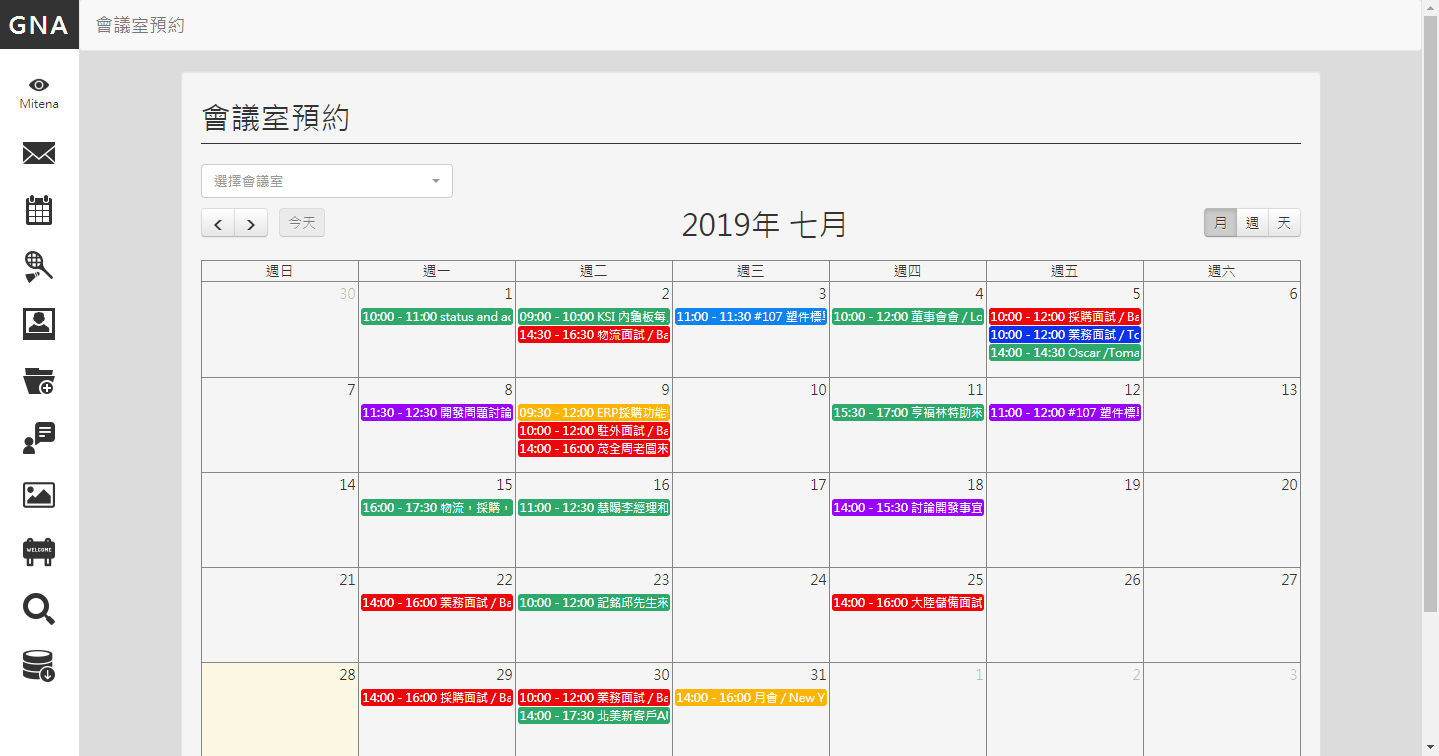 GNA
會議室預約
Mitena
WELCOME
會議室預約
選擇會議室
今天
2019年 七月
月 週 天
週日 週一 週二 週三 週四 週五 週六
30 1 2 3 4 5 6
10:00 - 11:00 status and ac
09:00 - 10:00 KSI 內龜板每
14:30 - 16:30 物流面試 / Ba
11:00 - 11:30 #107 塑件標
10:00 - 12:00 董事會會 / Lo
10:00 - 12:00 採購面試 / Ba
10:00 - 12:00 業務面試 / To
14:00 - 14:30 Oscar /Toma
7 8 9 10 11 12 13
11:30 - 12:30 開發問題討論
09:30 - 12:00 ERP採購功能
10:00 - 12:00 駐外面試 / Ba
14:00 - 16:00 茂全周老闆來
15:30 - 17:00 亨福林特助來
11:00 - 12:00 #107 塑件標
14 15 16 17 18 19 20
16:00 - 17:30 物流，採購，
11:00 - 12:30 慧暘李經理和
14:00 - 15:30 討論開發事宜
21 22 23 24 25 26 27
14:00 - 16:00 業務面試 / Ba
10:00 - 12:00 記銘邱先生來
14:00 - 16:00 大陸儲備面試
28 29 30 31 1 2 3
14:00 - 16:00 採購面試 / Ba
10:00 - 12:00 業務面試 / Ba
14:00 - 17:30 北美新客戶AI
14:00 - 16:00 月會 / New Y